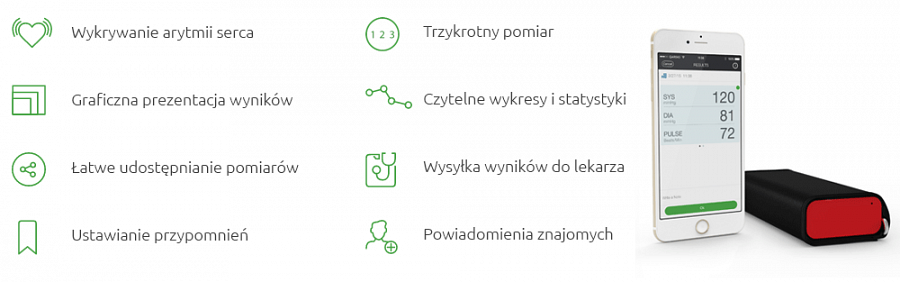 Wykrywanie arytmii serca
1 2 3
Trzykrotny pomiar
Graficzna prezentacja wyników
Czytelne wykresy i statystyki
Łatwe udostępnianie pomiarów
Wysyłka wyników do lekarza
Ustawianie przypomnień
Powiadomienia znajomych
RESULTS
SYS
120
DIA
81
PULSE
72